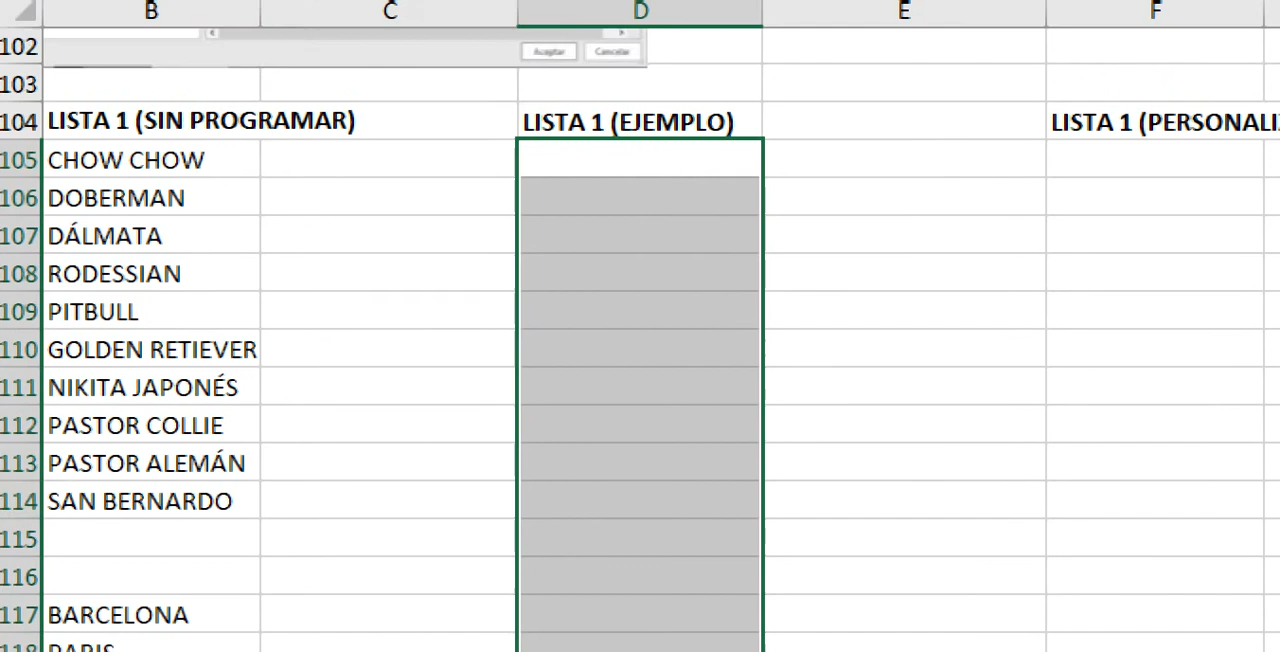 B C D E F
102 Aceptar Cancelar
103
104 LISTA 1 (SIN PROGRAMAR) LISTA 1 (EJEMPLO) LISTA 1 (PERSONALI
105 CHOW CHOW
106 DOBERMAN
107 DÁLMATA
108 RODESSIAN
109 PITBULL
110 GOLDEN RETIEVER
111 NIKITA JAPONÉS
112 PASTOR COLLIE
113 PASTOR ALEMÁN
114 SAN BERNARDO
115
116
117 BARCELONA
118 PARIS